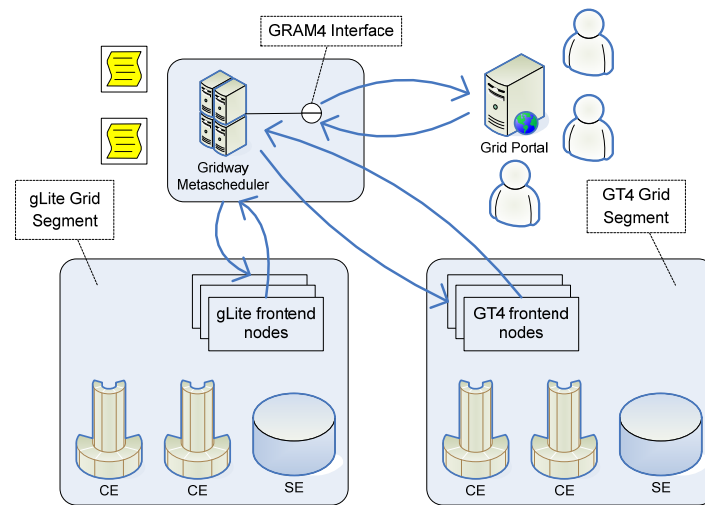 GRAM4 Interface
Gridway
Metascheduler
Grid Portal
gLite Grid
Segment
GT4 Grid
Segment
gLite frontend
nodes
GT4 frontend
nodes
CE
CE
SE
CE
CE
SE